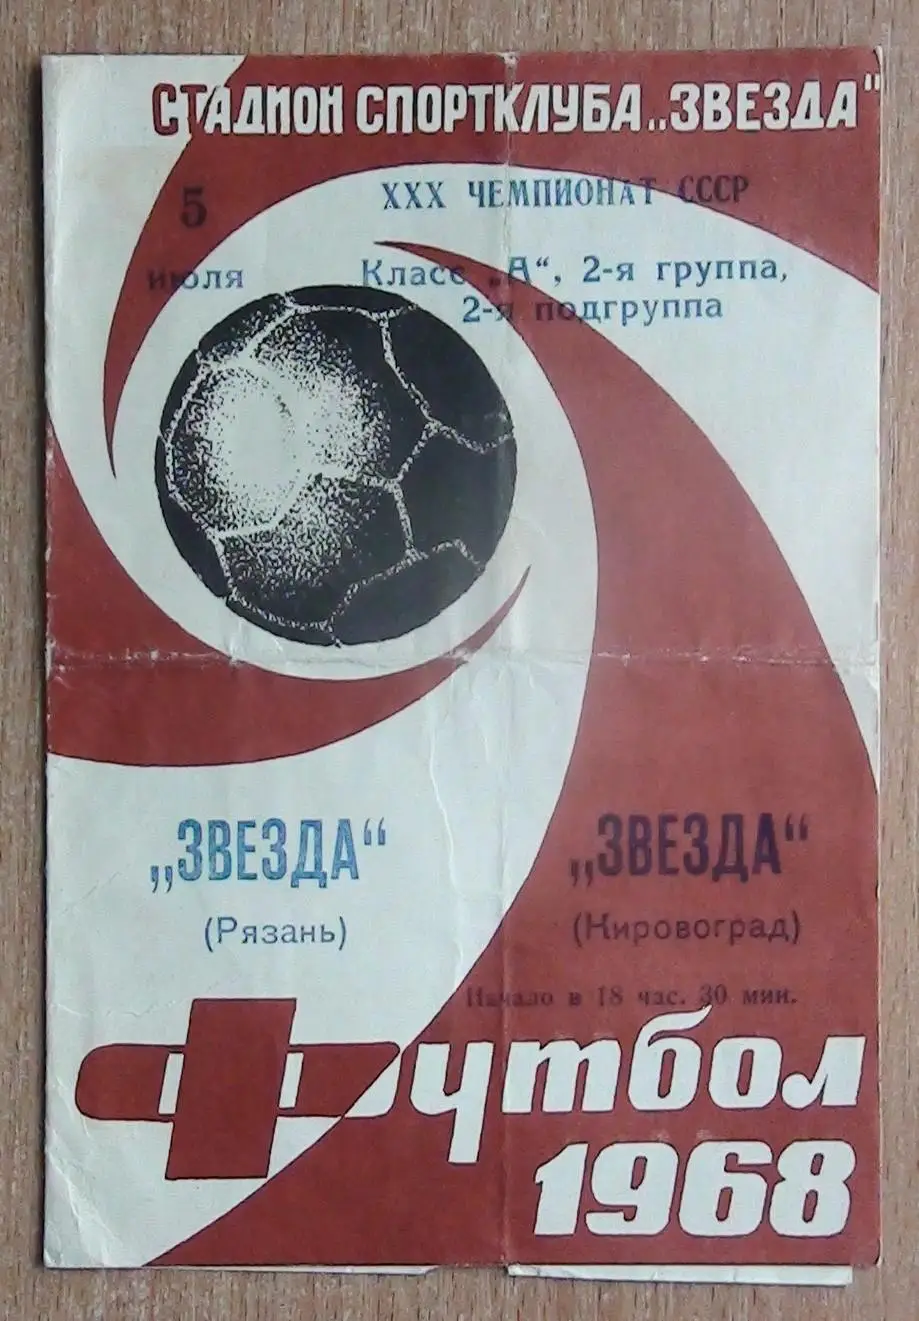 СТАДИОН СПОРТКЛУБА „ЗВЕЗДА"
5
июля
XXX ЧЕМПИОНАТ СССР
Класс „А“, 2-я группа,
2-я подгруппа
„ЗВЕЗДА“
(Рязань)
„ЗВЕЗДА“
(Кировоград)
Начало в 18 час. 30 мин.
Футбол
1968